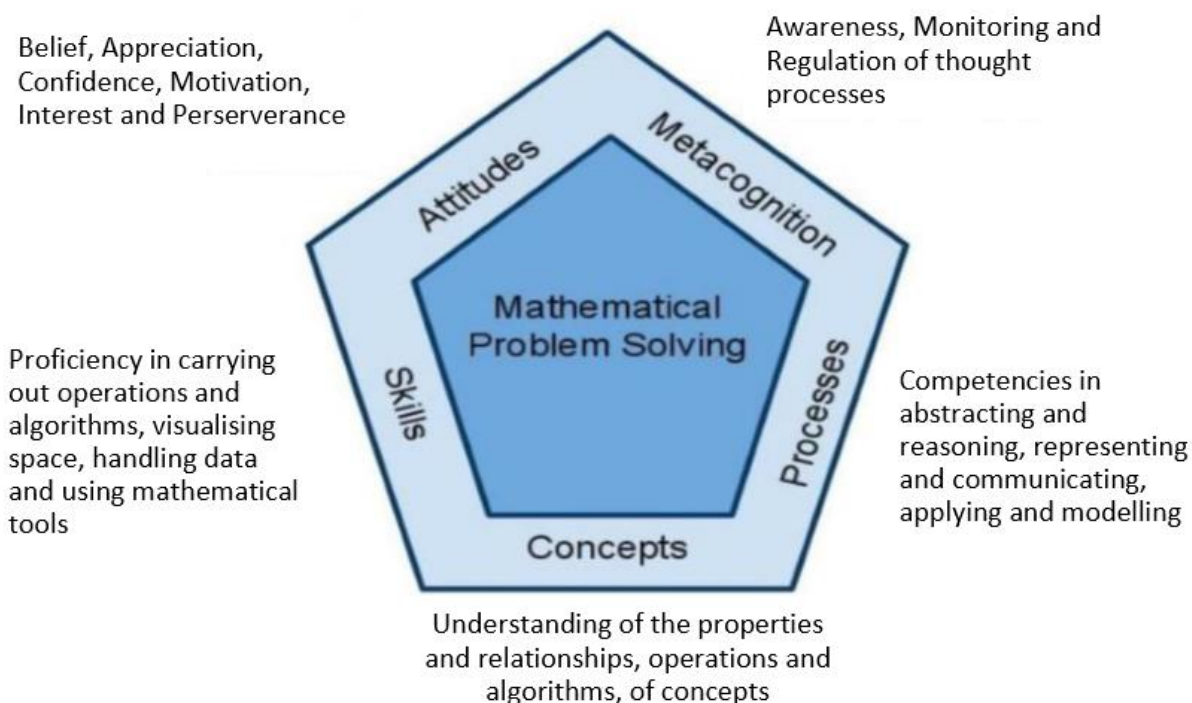 Belief, Appreciation,
Confidence, Motivation,
Interest and Perserverance
Awareness, Monitoring and
Regulation of thought
processes
Attitudes
Metacognition
Mathematical
Problem Solving
Skills
Processes
Concepts
Proficiency in carrying
out operations and
algorithms, visualising
space, handling data
and using mathematical
tools
Competencies in
abstracting and
reasoning, representing
and communicating,
applying and modelling
Understanding of the properties
and relationships, operations and
algorithms, of concepts